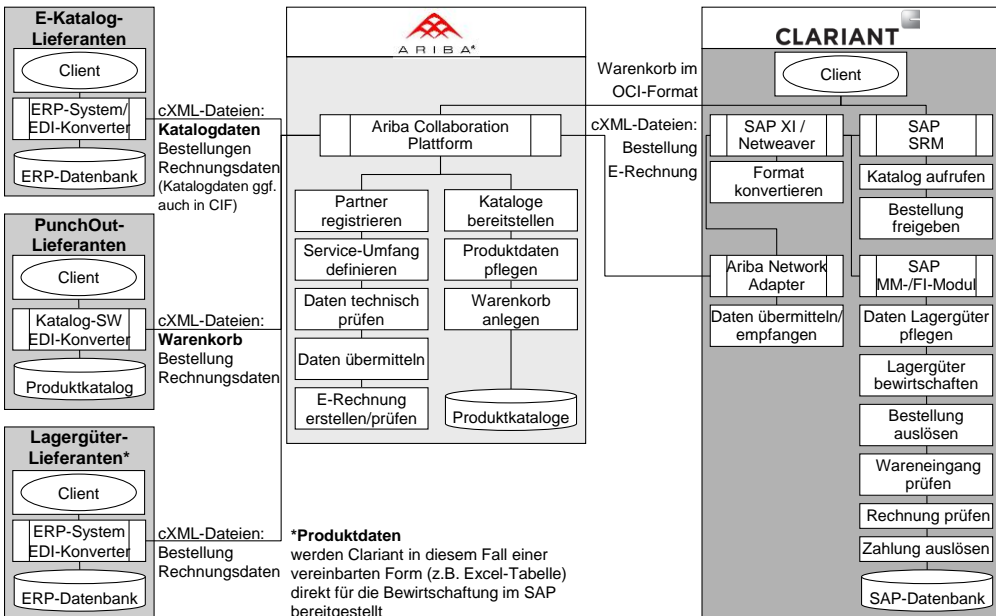 E-Katalog-
Lieferanten
Client
ERP-System/
EDI-Konverter
ERP-Datenbank
cXML-Dateien:
Katalogdaten
Bestellungen
Rechnungsdaten
(Katalogdaten ggf.
auch in CIF)
PunchOut-
Lieferanten
Client
Katalog-SW
EDI-Konverter
Produktkatalog
cXML-Dateien:
Warenkorb
Bestellung
Rechnungsdaten
Lagergüter-
Lieferanten*
Client
ERP-System
EDI-Konverter
ERP-Datenbank
cXML-Dateien:
Bestellung
Rechnungsdaten
ARIBA
Ariba Collaboration
Plattform
Partner
registrieren
Service-Umfang
definieren
Daten technisch
prüfen
Daten übermitteln
E-Rechnung
erstellen/prüfen
Kataloge
bereitstellen
Produktdaten
pflegen
Warenkorb
anlegen
Produktkataloge
*Produktdaten
werden Clariant in diesem Fall einer
vereinbarten Form (z.B. Excel-Tabelle)
direkt für die Bewirtschaftung im SAP
bereitgestellt
Warenkorb im
OCI-Format
cXML-Dateien:
Bestellung
E-Rechnung
CLARIANT
Client
SAP XI /
Netweaver
Format
konvertieren
Ariba Network
Adapter
Daten übermitteln/
empfangen
SAP
SRM
Katalog aufrufen
Bestellung
freigeben
SAP
MM-/FI-Modul
Daten Lagergüter
pflegen
Lagergüter
bewirtschaften
Bestellung
auslösen
Wareneingang
prüfen
Rechnung prüfen
Zahlung auslösen
SAP-Datenbank